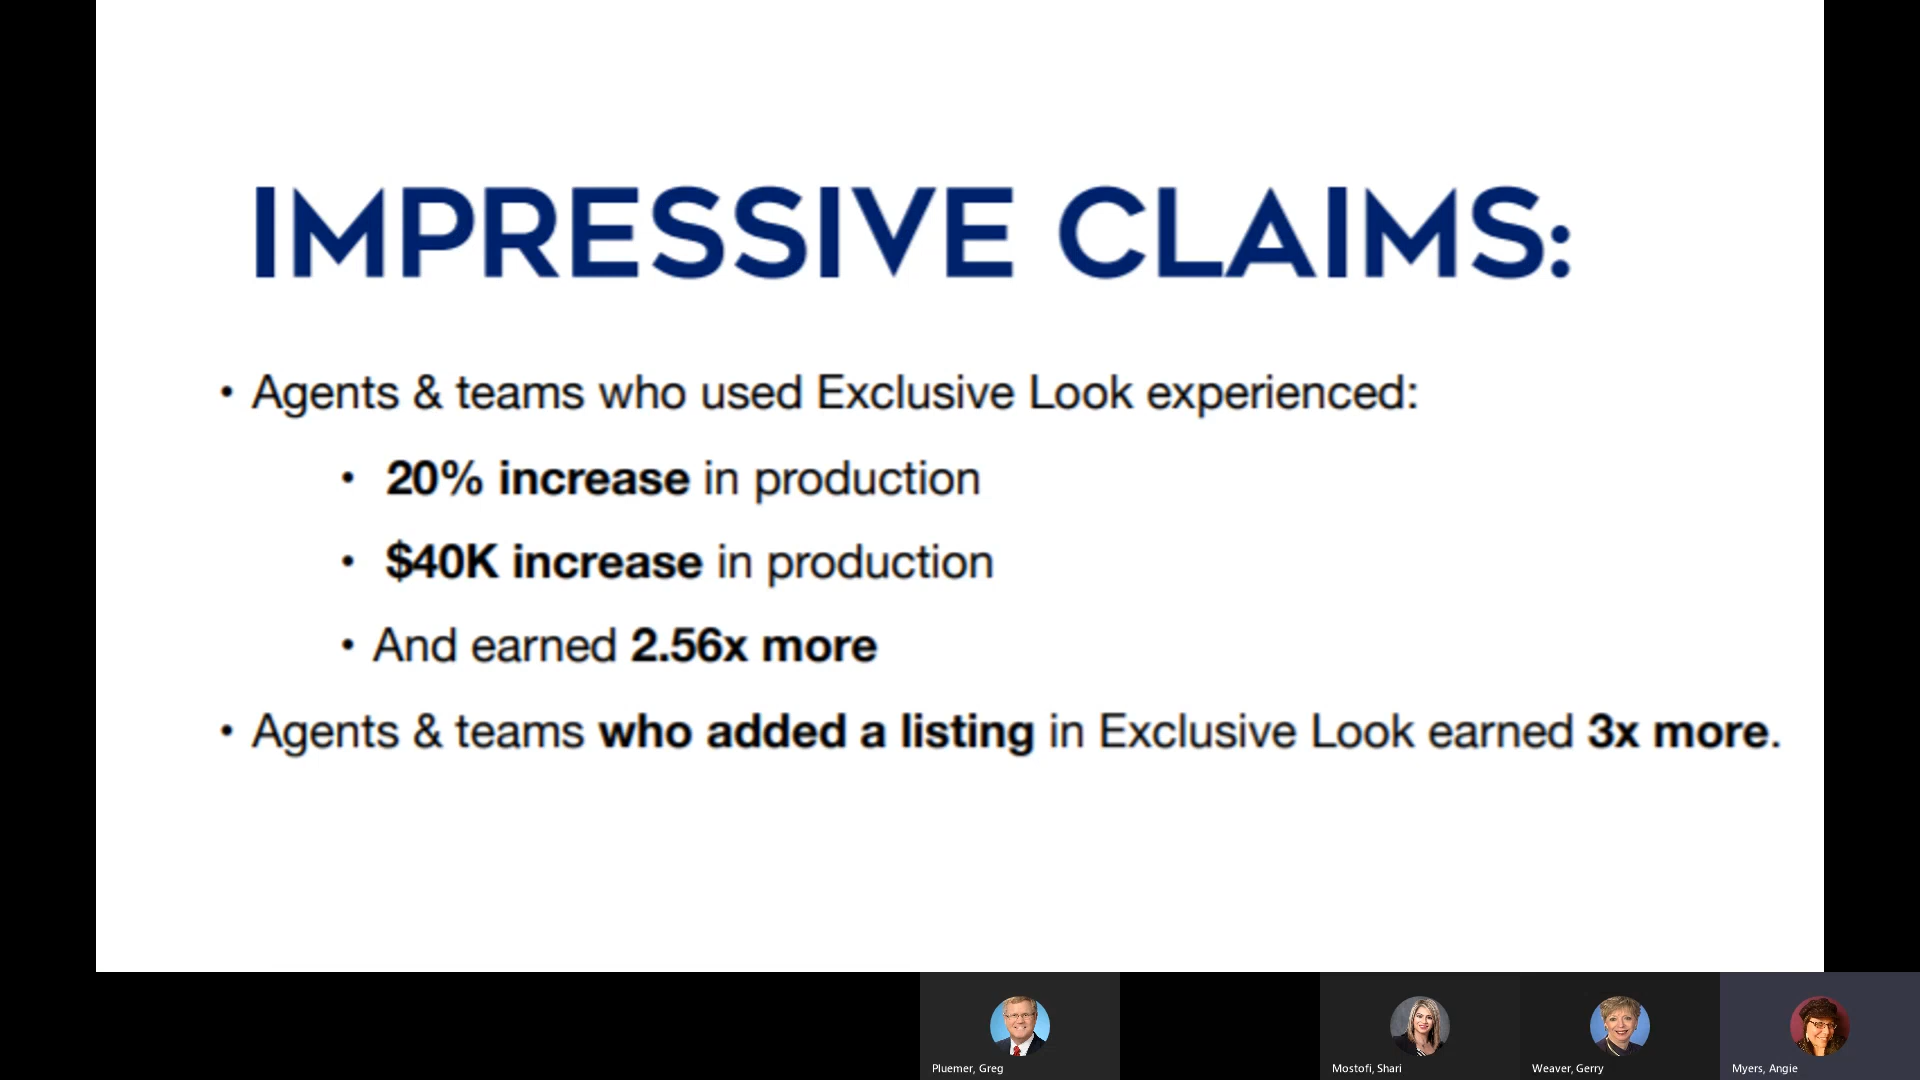 IMPRESSIVE CLAIMS:
• Agents & teams who used Exclusive Look experienced:
• 20% increase in production
• $40K increase in production
• And earned 2.56x more
• Agents & teams who added a listing in Exclusive Look earned 3x more.
Pluemer, Greg
Mostofi, Shari
Weaver, Gerry
Myers, Angie